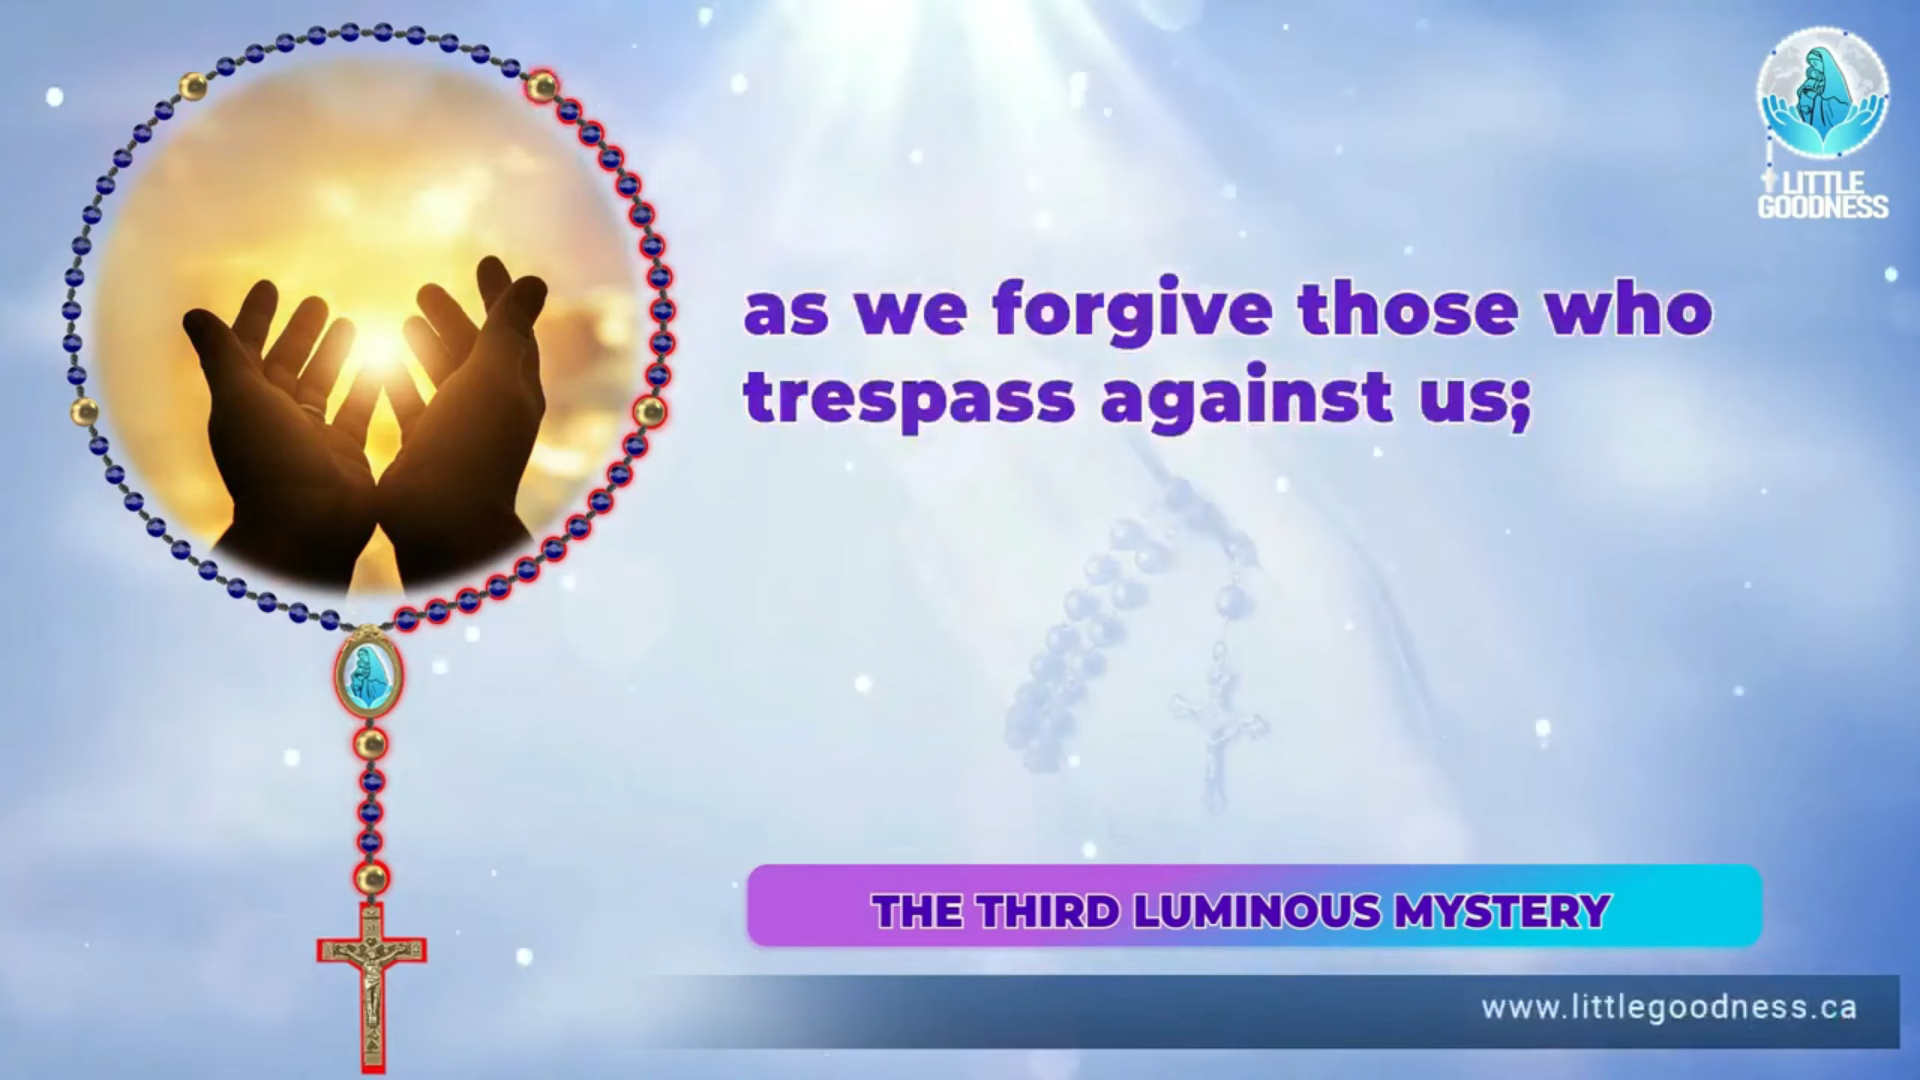 LITTLE
GOODNESS
as we forgive those who
trespass against us;
THE THIRD LUMINOUS MYSTERY
www.littlegoodness.ca